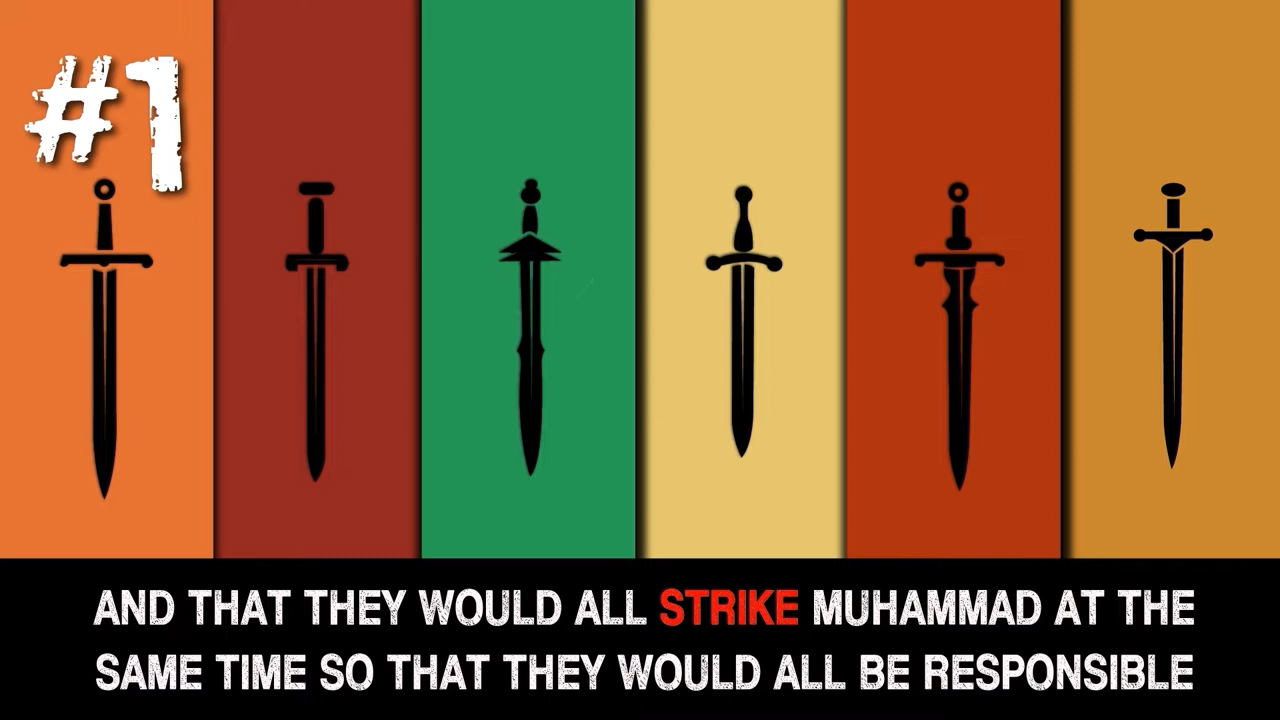 #1
AND THAT THEY WOULD ALL STRIKE MUHAMMAD AT THE
SAME TIME SO THAT THEY WOULD ALL BE RESPONSIBLE